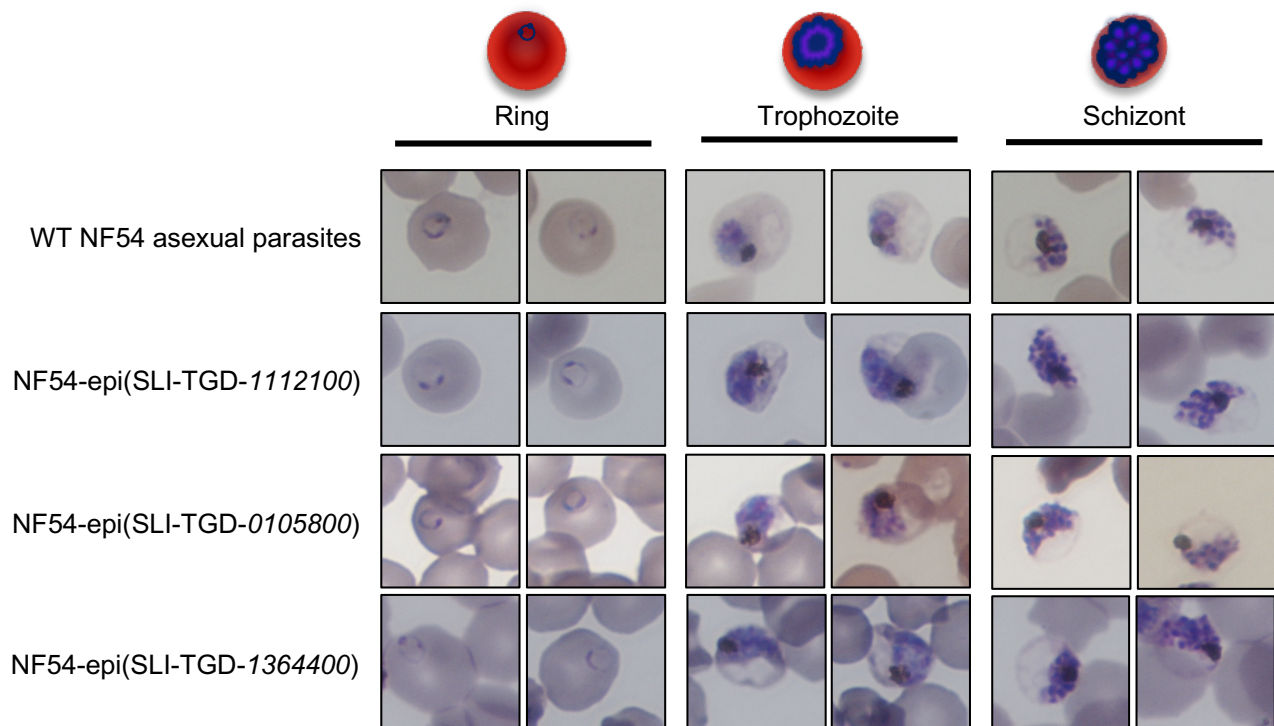 Ring Trophozoite Schizont
WT NF54 asexual parasites
NF54-epi(SLI-TGD-1112100)
NF54-epi(SLI-TGD-0105800)
NF54-epi(SLI-TGD-1364400)